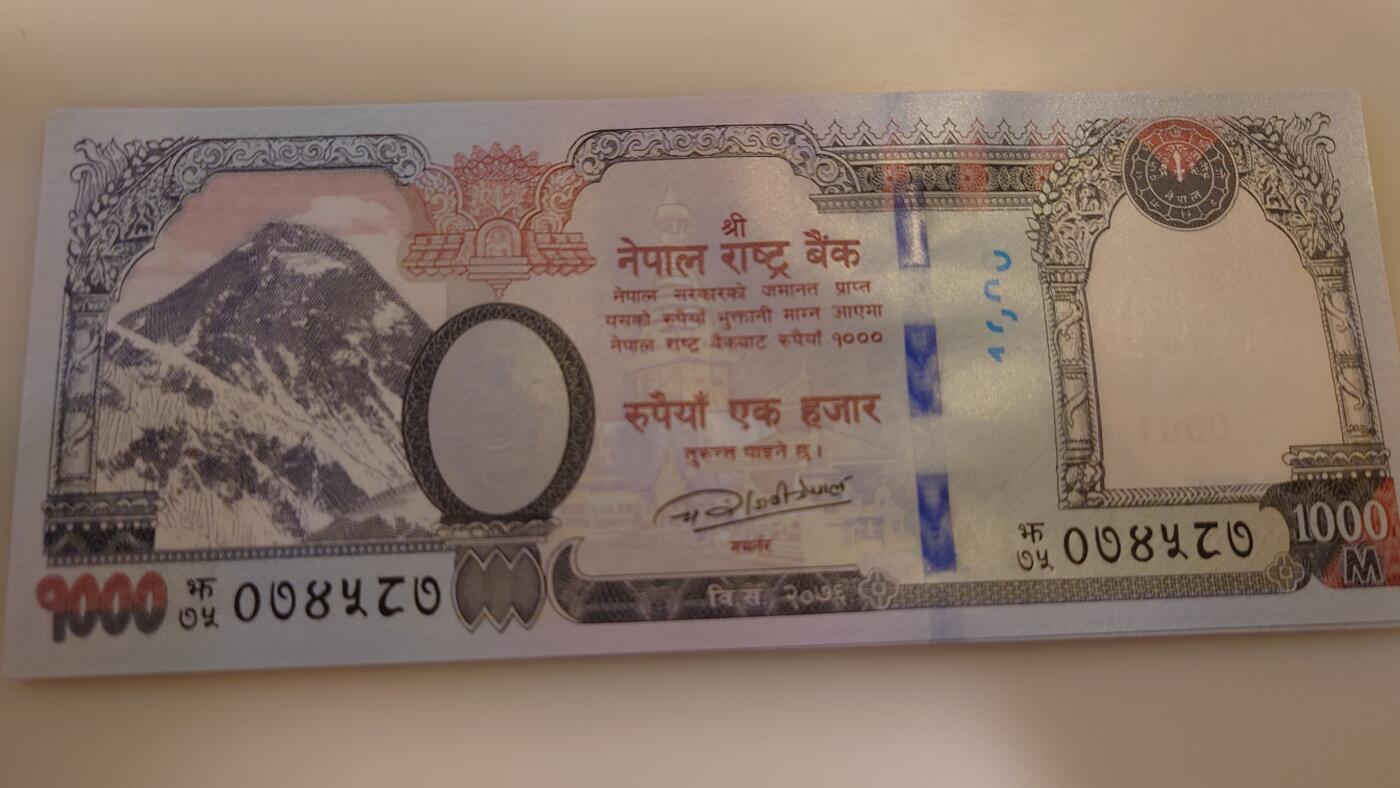 श्री
नेपाल राष्ट्र बैंक
नेपाल सरकारको जमानत प्राप्त
यसको रुपैयाँ भुक्तानी माग्न आएमा
नेपाल राष्ट्र बैंकबाट रुपैयाँ १०००
रुपैयाँ एक हजार
तुरुन्त पाइने छ।
गभर्नर
वि.सं. २०७६
१000
झ
७५ ०७४५८७
झ
७५ ०७४५८७
1000
M